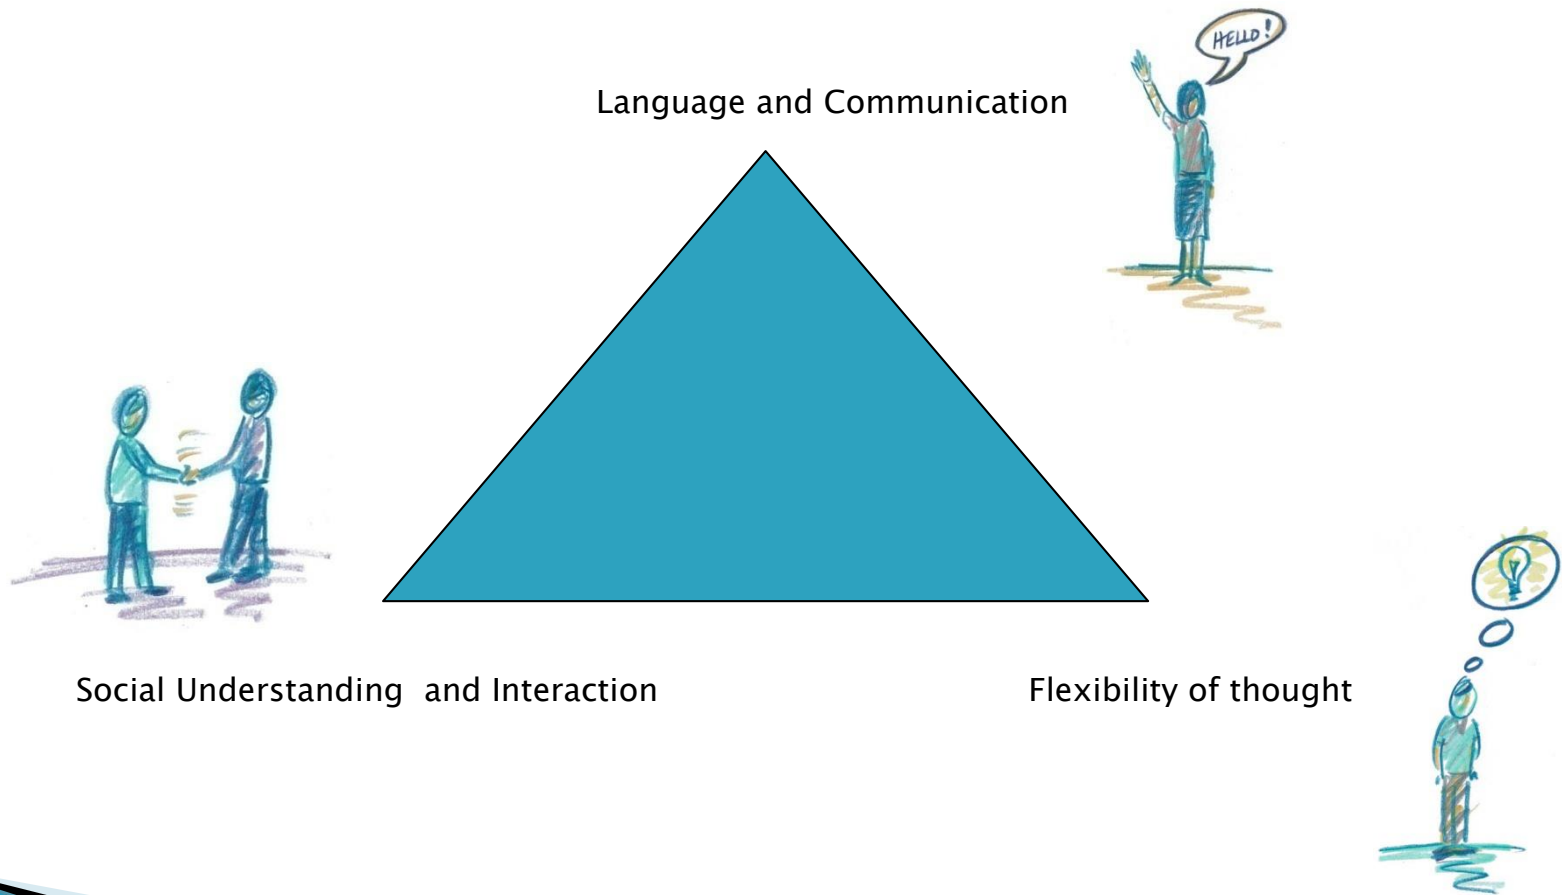 HELLO!
Language and Communication
Social Understanding  and Interaction
Flexibility of thought